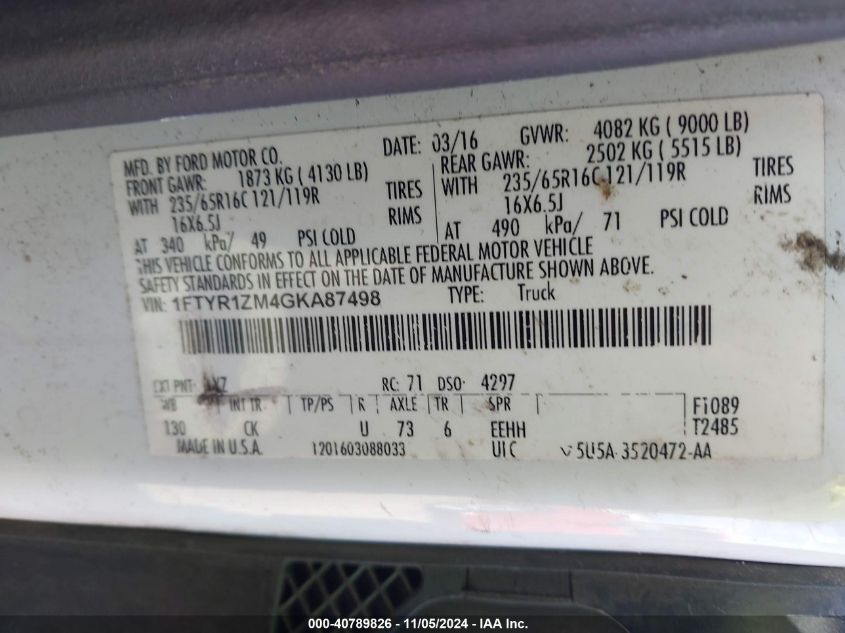 MFD. BY FORD MOTOR CO.
DATE: 03/16 GVWR: 4082 KG ( 9000 LB)
FRONT GAWR: 1873 KG ( 4130 LB)
REAR GAWR: 2502 KG ( 5515 LB)
WITH 235/65R16C 121/119R TIRES
WITH 235/65R16C 121/119R TIRES
16X6.5J RIMS
16X6.5J RIMS
AT 340 kPa/ 49 PSI COLD
AT 490 kPa/ 71 PSI COLD
THIS VEHICLE CONFORMS TO ALL APPLICABLE FEDERAL MOTOR VEHICLE
SAFETY STANDARDS IN EFFECT ON THE DATE OF MANUFACTURE SHOWN ABOVE.
VIN: 1FTYR1ZM4GKA87498 TYPE: Truck
EXT PNT: RC: 71 DSO: 4297
WB INT TR TP/PS R AXLE TR SPR F1089
130 CK U 73 6 EEHH T2485
MADE IN U.S.A. 1201603088033 UIC 5U5A-3520472-AA
000-40789826 - 11/05/2024 - IAA Inc.